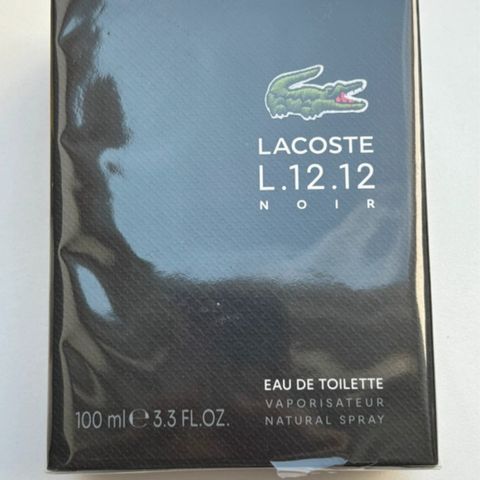 LACOSTE
L.12.12
NOIR
EAU DE TOILETTE
VAPORISATEUR
NATURAL SPRAY
100 ml ℮ 3.3 FL.OZ.